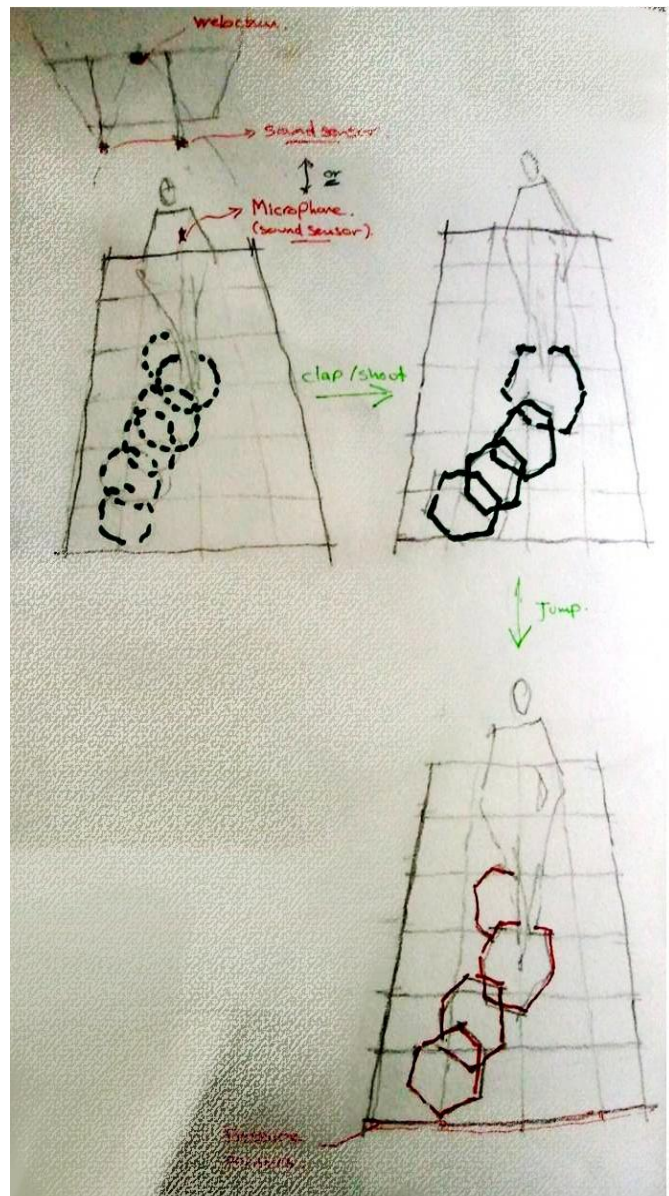 webcam.
sound sensor.
or
Microphone.
(sound sensor).
clap/shout
Jump.